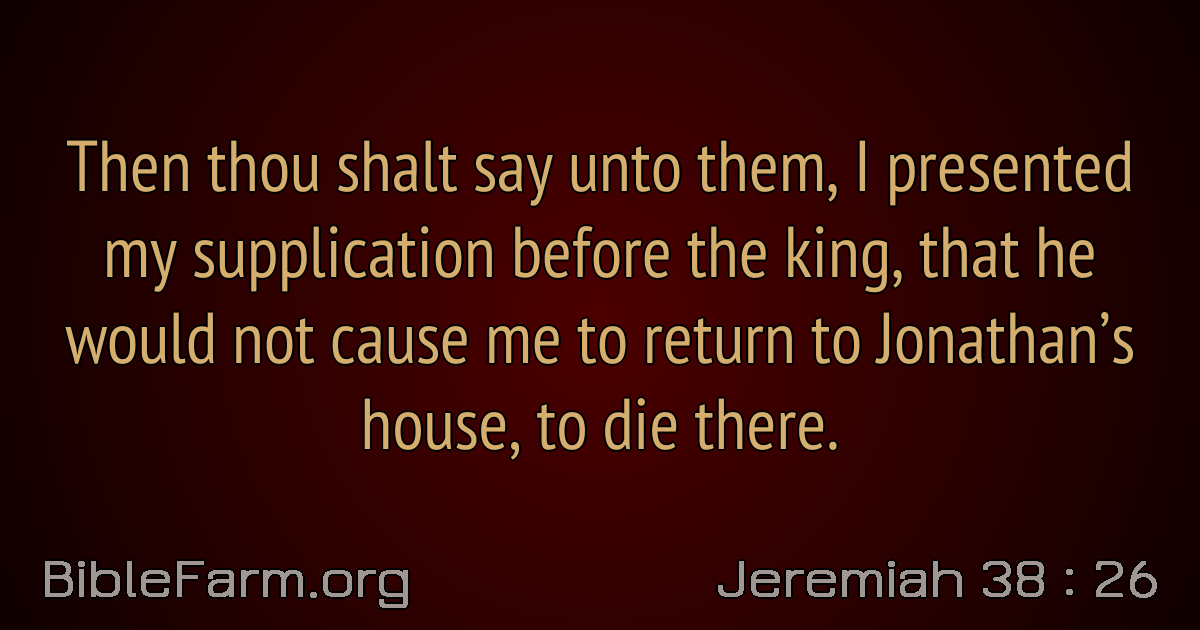 Then thou shalt say unto them, I presented
my supplication before the king, that he
would not cause me to return to Jonathan’s
house, to die there.
BibleFarm.org
Jeremiah 38 : 26